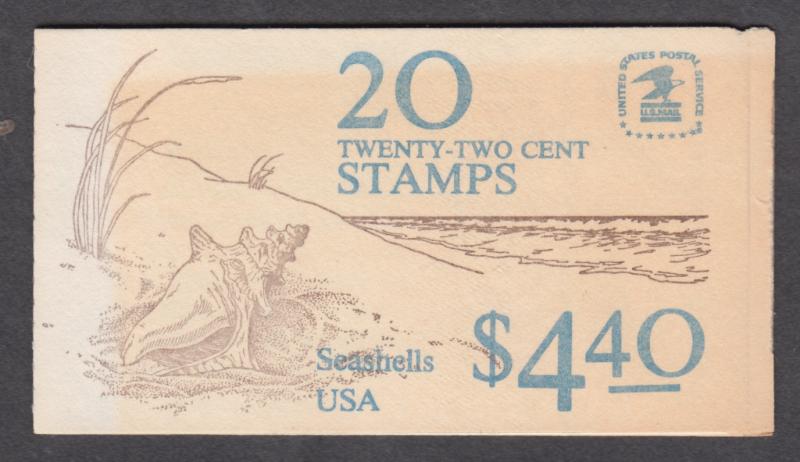 20
TWENTY-TWO CENT
STAMPS
UNITED STATES POSTAL SERVICE
U.S.MAIL
Seashells
USA
$4.40